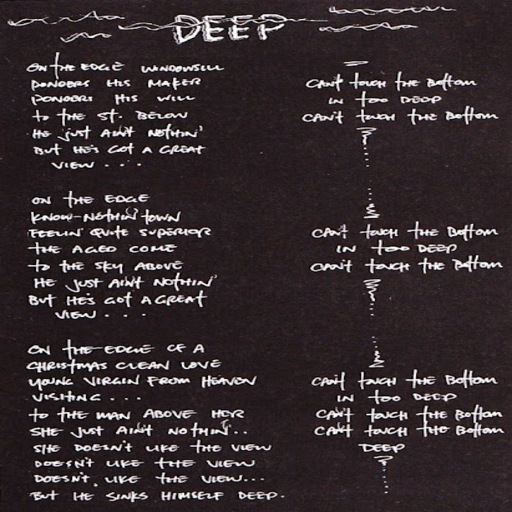 DEEP
ON THE EDGE WINDOWSILL
PONDERS HIS MAKER
PONDERS HIS WILL
TO THE ST. BELOW
HE JUST AIN'T NOTHIN'
BUT HE'S GOT A GREAT
VIEW . . . .
CAN'T TOUCH THE BOTTOM
IN TOO DEEP
CAN'T TOUCH THE BOTTOM
ON THE EDGE
KNOW-NOTHIN TOWN
FEELIN' QUITE SUPERIOR
THE AGED COME
TO THE SKY ABOVE
HE JUST AIN'T NOTHIN'
BUT HE'S GOT A GREAT
VIEW . . . .
CAN'T TOUCH THE BOTTOM
IN TOO DEEP
CAN'T TOUCH THE BOTTOM
ON THE EDGE OF A
CHRISTMAS CLEAN LOVE
YOUNG VIRGIN FROM HEAVEN
VISITING . . .
TO THE MAN ABOVE HER
SHE JUST AIN'T NOTHIN'..
SHE DOESN'T LIKE THE VIEW
DOESN'T LIKE THE VIEW
DOESN'T LIKE THE VIEW...
BUT HE SINKS HIMSELF DEEP.
CAN'T TOUCH THE BOTTOM
IN TOO DEEP
CAN'T TOUCH THE BOTTOM
CAN'T TOUCH THE BOTTOM
DEEP